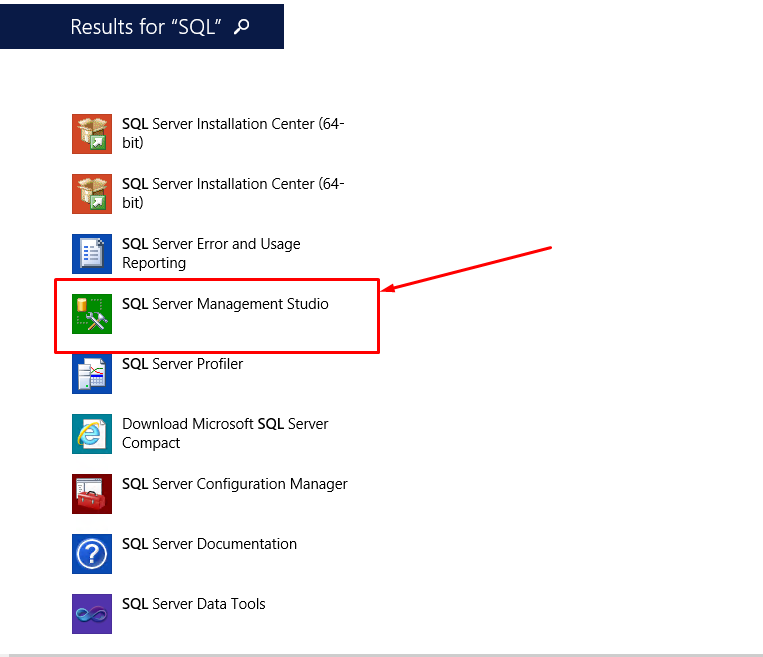 Results for “SQL”
SQL Server Installation Center (64-
bit)
SQL Server Installation Center (64-
bit)
SQL Server Error and Usage
Reporting
SQL Server Management Studio
SQL Server Profiler
Download Microsoft SQL Server
Compact
SQL Server Configuration Manager
SQL Server Documentation
SQL Server Data Tools